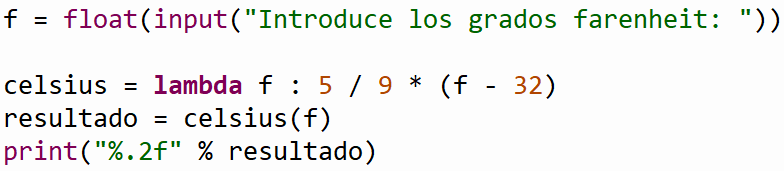 f = float(input("Introduce los grados farenheit: "))
celsius = lambda f : 5 / 9 * (f - 32)
resultado = celsius(f)
print("%.2f" % resultado)